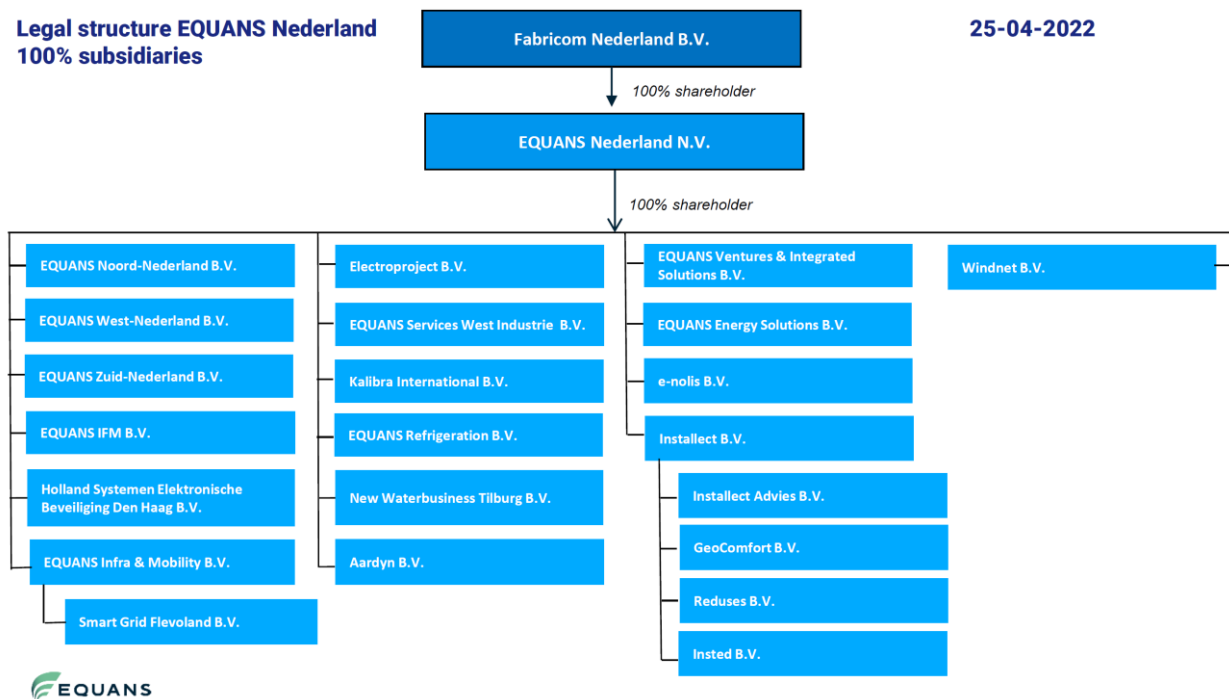 Legal structure EQUANS Nederland
100% subsidiaries
Fabricom Nederland B.V.
25-04-2022
100% shareholder
EQUANS Nederland N.V.
100% shareholder
EQUANS Noord-Nederland B.V.
EQUANS West-Nederland B.V.
EQUANS Zuid-Nederland B.V.
EQUANS IFM B.V.
Holland Systemen Elektronische
Beveiliging Den Haag B.V.
EQUANS Infra & Mobility B.V.
Smart Grid Flevoland B.V.
Electroproject B.V.
EQUANS Services West Industrie B.V.
Kalibra International B.V.
EQUANS Refrigeration B.V.
New Waterbusiness Tilburg B.V.
Aardyn B.V.
EQUANS Ventures & Integrated
Solutions B.V.
EQUANS Energy Solutions B.V.
e-nolis B.V.
Installect B.V.
Installect Advies B.V.
GeoComfort B.V.
Reduses B.V.
Insted B.V.
Windnet B.V.
EQUANS